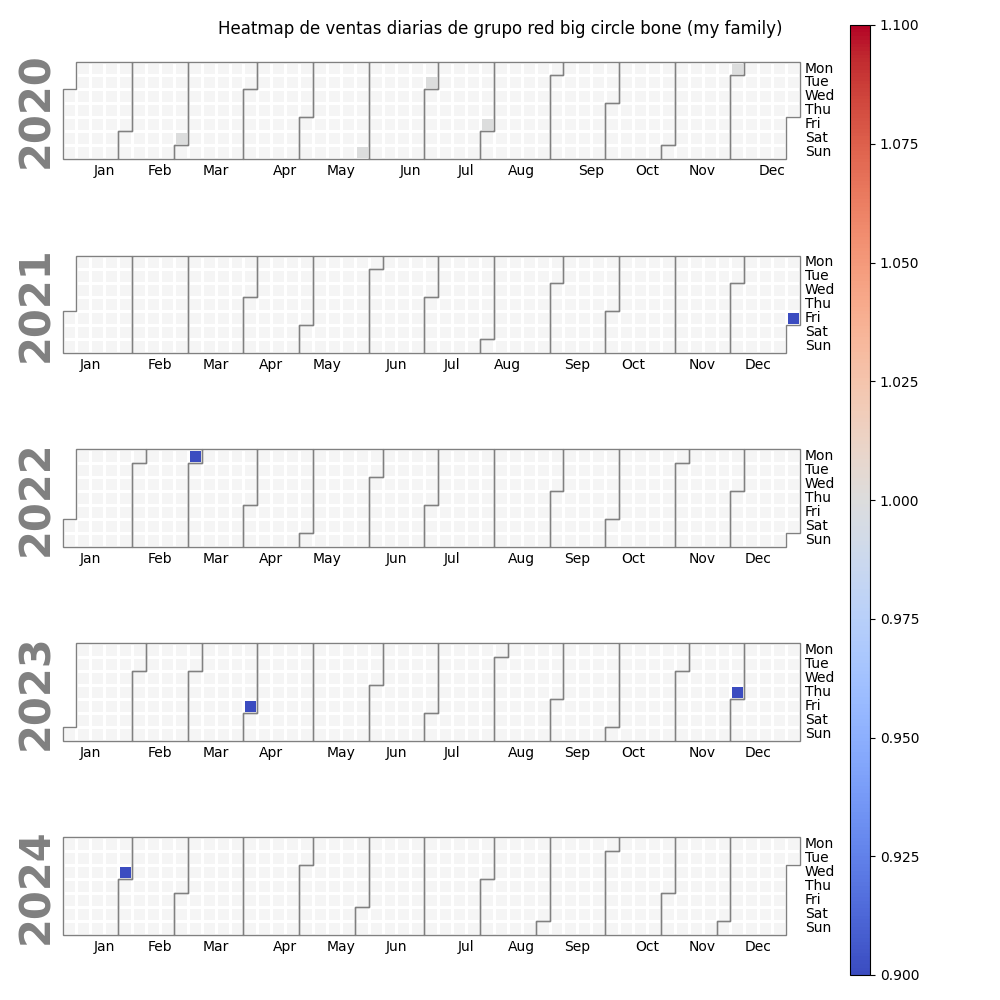 Heatmap de ventas diarias de grupo red big circle bone (my family)
2020
Mon
Tue
Wed
Thu
Fri
Sat
Sun
Jan Feb Mar Apr May Jun Jul Aug Sep Oct Nov Dec
2021
Mon
Tue
Wed
Thu
Fri
Sat
Sun
Jan Feb Mar Apr May Jun Jul Aug Sep Oct Nov Dec
2022
Mon
Tue
Wed
Thu
Fri
Sat
Sun
Jan Feb Mar Apr May Jun Jul Aug Sep Oct Nov Dec
2023
Mon
Tue
Wed
Thu
Fri
Sat
Sun
Jan Feb Mar Apr May Jun Jul Aug Sep Oct Nov Dec
2024
Mon
Tue
Wed
Thu
Fri
Sat
Sun
Jan Feb Mar Apr May Jun Jul Aug Sep Oct Nov Dec
1.100
1.075
1.050
1.025
1.000
0.975
0.950
0.925
0.900